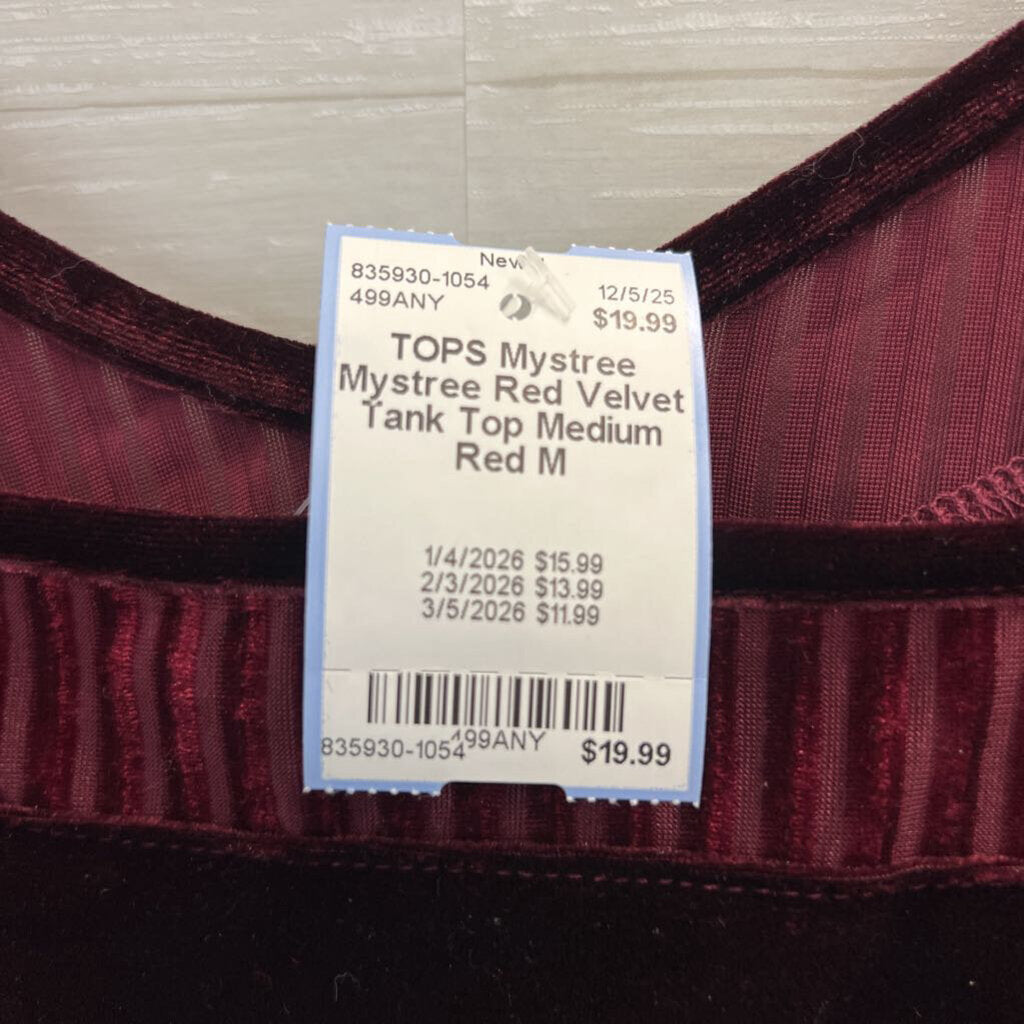 New
835930-1054
12/5/25
499ANY
$19.99
TOPS Mystree
Mystree Red Velvet
Tank Top Medium
Red M
1/4/2026 $15.99
2/3/2026 $13.99
3/5/2026 $11.99
835930-1054
499ANY
$19.99